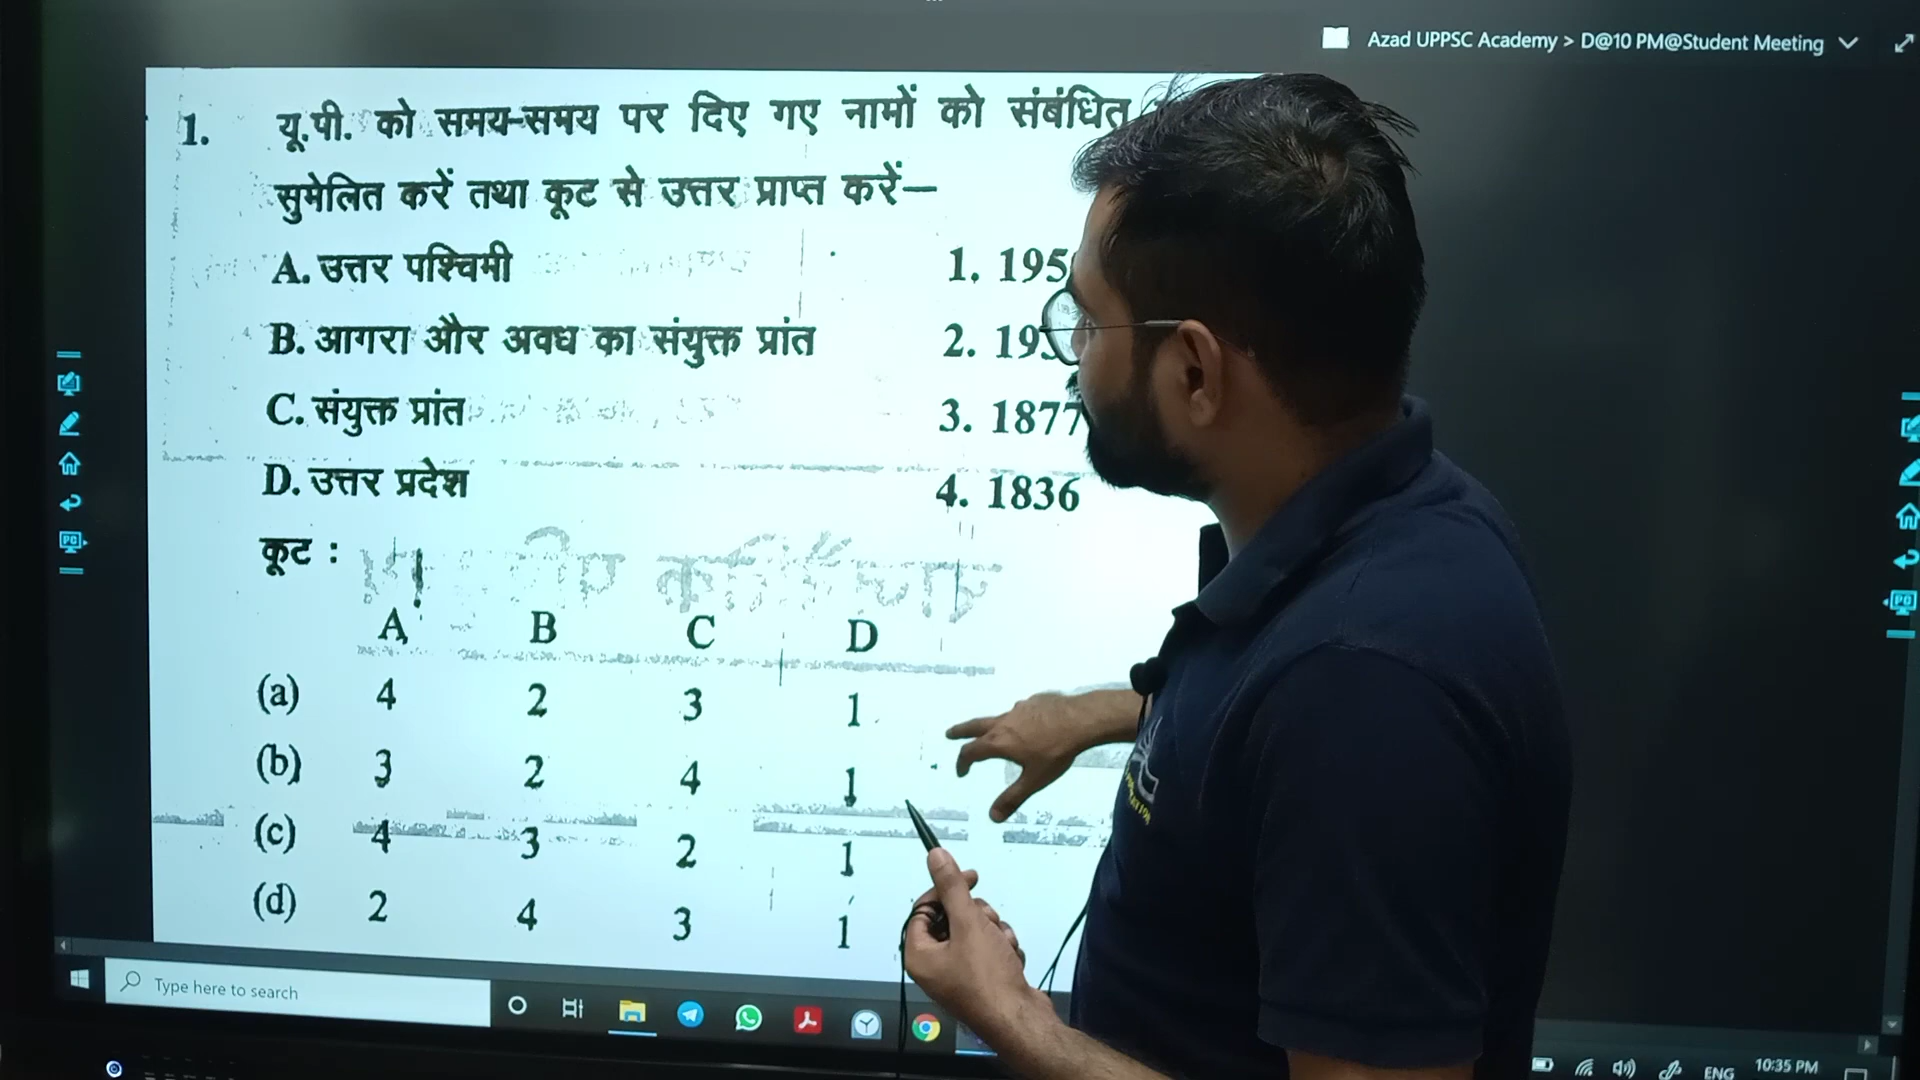 Azad UPPSC Academy > D@10 PM@Student Meeting
1. यू.पी. को समय-समय पर दिए गए नामों को संबंधित
सुमेलित करें तथा कूट से उत्तर प्राप्त करें—
A. उत्तर पश्चिमी 1. 195
B. आगरा और अवध का संयुक्त प्रांत 2. 19
C. संयुक्त प्रांत 3. 1877
D. उत्तर प्रदेश 4. 1836
कूट :
A B C D
(a) 4 2 3 1
(b) 3 2 4 1
(c) 4 3 2 1
(d) 2 4 3 1
Type here to search
ENG 10:35 PM